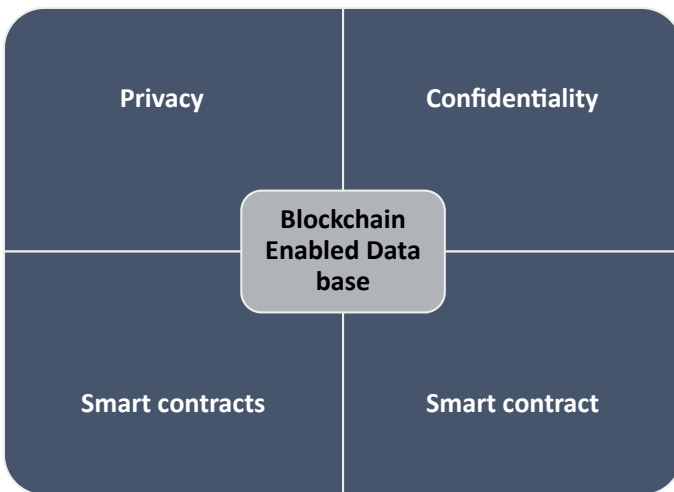 Privacy
Confidentiality
Blockchain
Enabled Data
base
Smart contracts
Smart contract